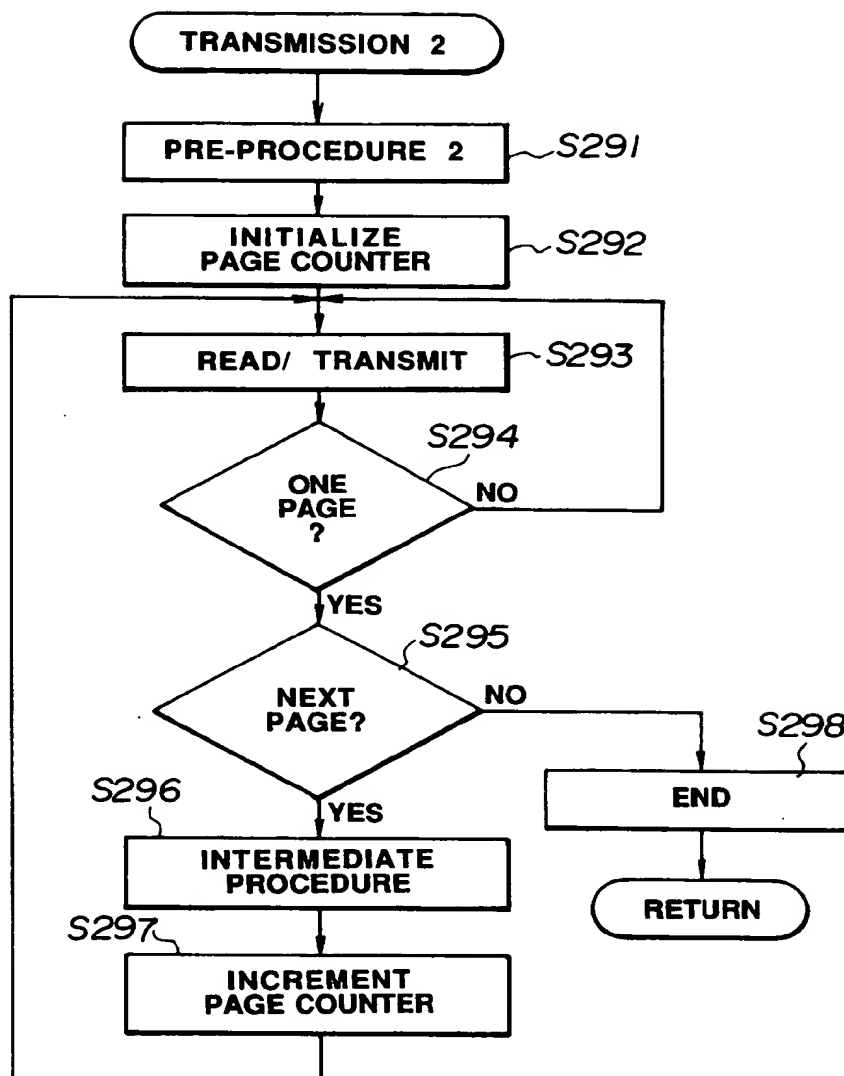 TRANSMISSION 2
PRE-PROCEDURE 2
S291
INITIALIZE
PAGE COUNTER
S292
READ/ TRANSMIT
S293
S294
ONE
PAGE
?
NO
YES
S295
NEXT
PAGE?
NO
S298
END
YES
S296
INTERMEDIATE
PROCEDURE
RETURN
S297
INCREMENT
PAGE COUNTER